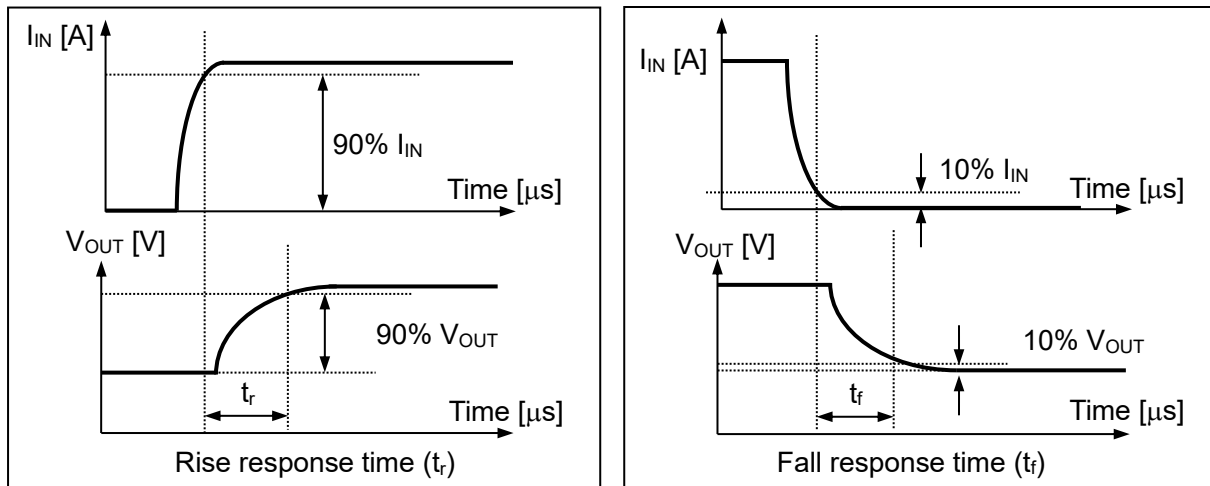 I_IN [A]
90% I_IN
Time [μs]
V_OUT [V]
90% V_OUT
t_r
Time [μs]
Rise response time (t_r)
I_IN [A]
10% I_IN
Time [μs]
V_OUT [V]
10% V_OUT
t_f
Time [μs]
Fall response time (t_f)